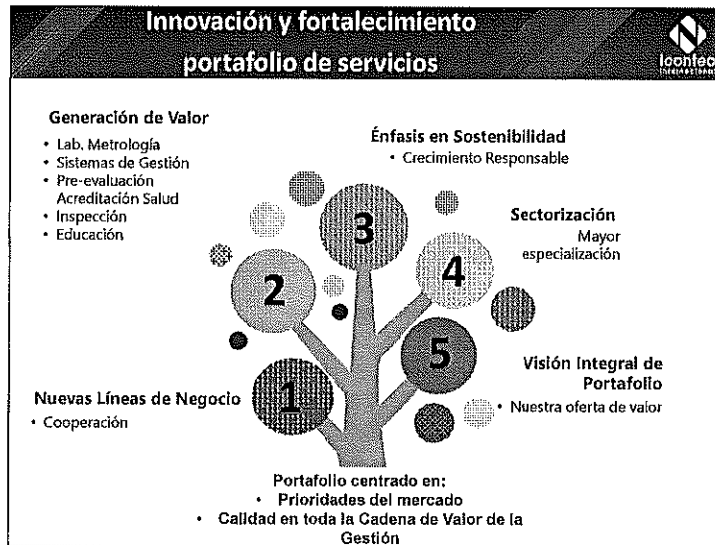 Innovación y fortalecimiento
portafolio de servicios
Icontec
INTERNACIONAL
Generación de Valor
• Lab. Metrología
• Sistemas de Gestión
• Pre-evaluación
Acreditación Salud
• Inspección
• Educación
Énfasis en Sostenibilidad
• Crecimiento Responsable
Sectorización
Mayor
especialización
3
4
2
5
1
Visión Integral de
Portafolio
• Nuestra oferta de valor
Nuevas Líneas de Negocio
• Cooperación
Portafolio centrado en:
• Prioridades del mercado
• Calidad en toda la Cadena de Valor de la
Gestión